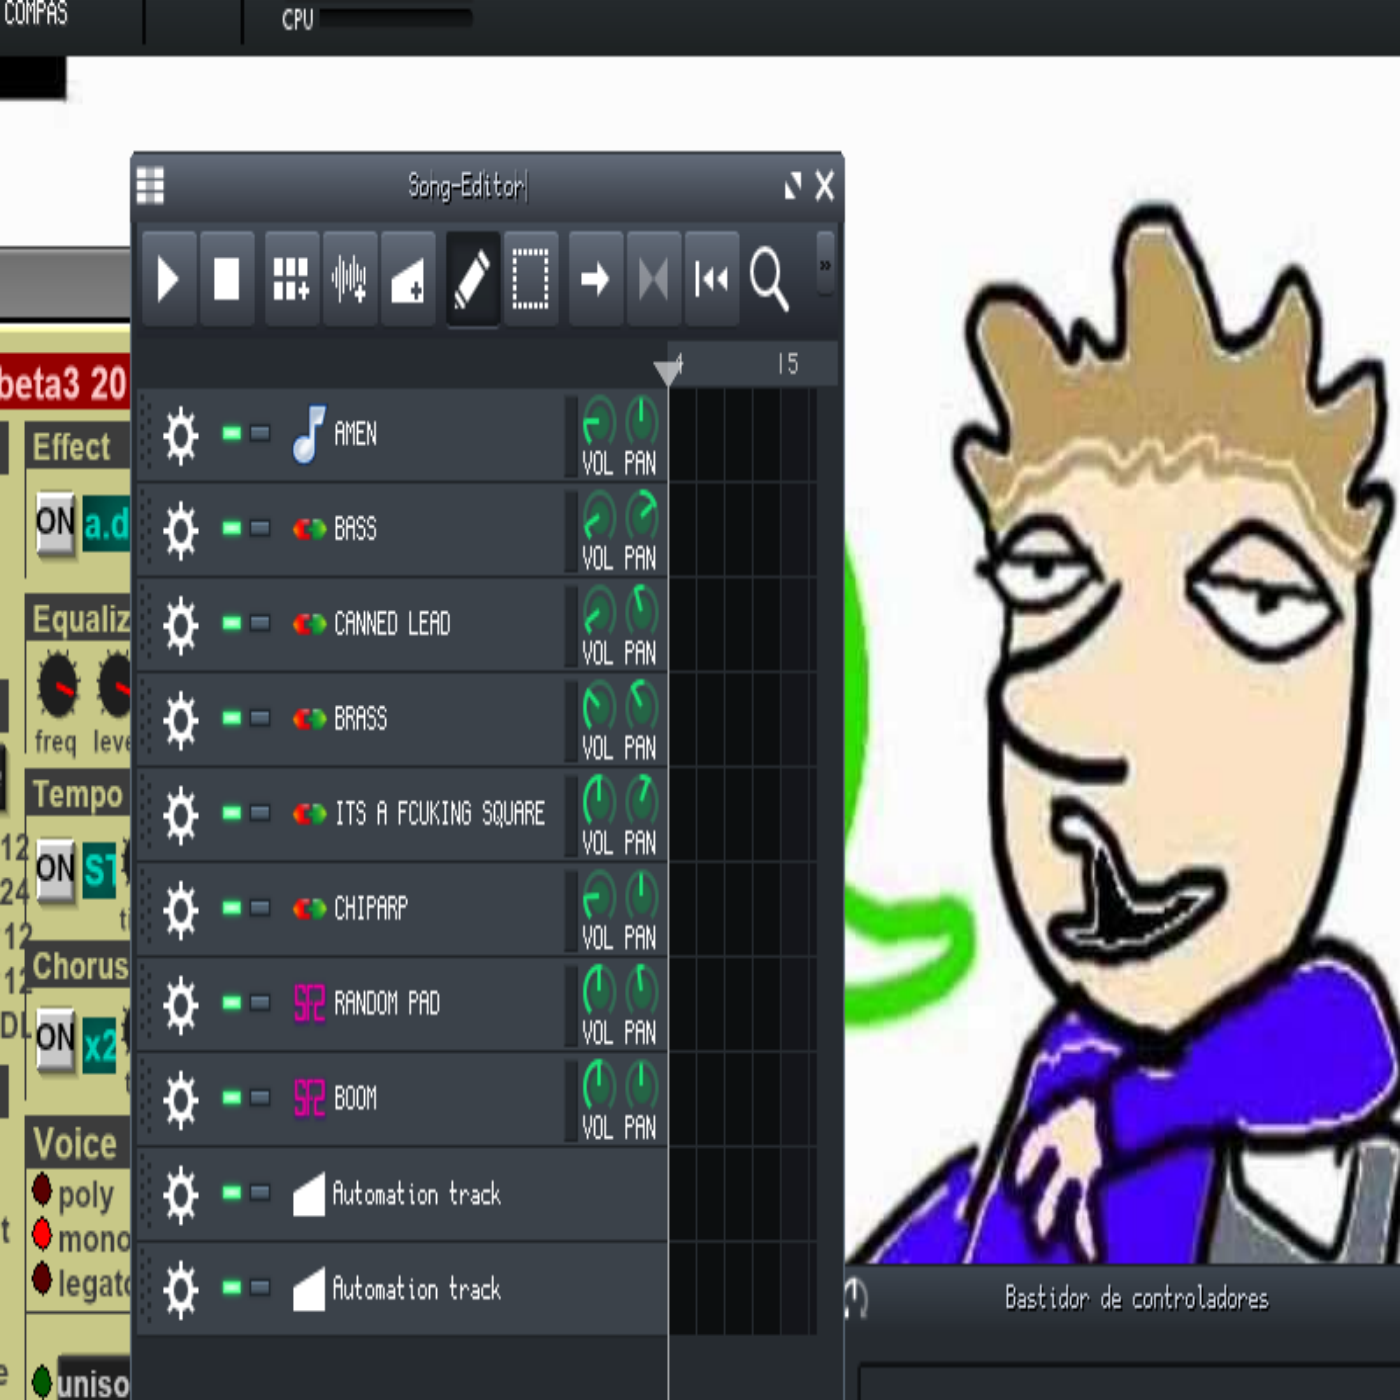 COMPAS
CPU
Song-Editor
4
5
beta3 20
Effect
ON
a.d
AMEN
VOL PAN
BASS
VOL PAN
Equaliz
freq leve
CANNED LEAD
VOL PAN
BRASS
VOL PAN
Tempo
12
ON
24
ITS A FCUKING SQUARE
VOL PAN
CHIPARP
VOL PAN
12
Chorus
12
ON
x2
RANDOM PAD
VOL PAN
BOOM
VOL PAN
Voice
poly
mono
legato
Automation track
Automation track
Bastidor de controladores
uniso